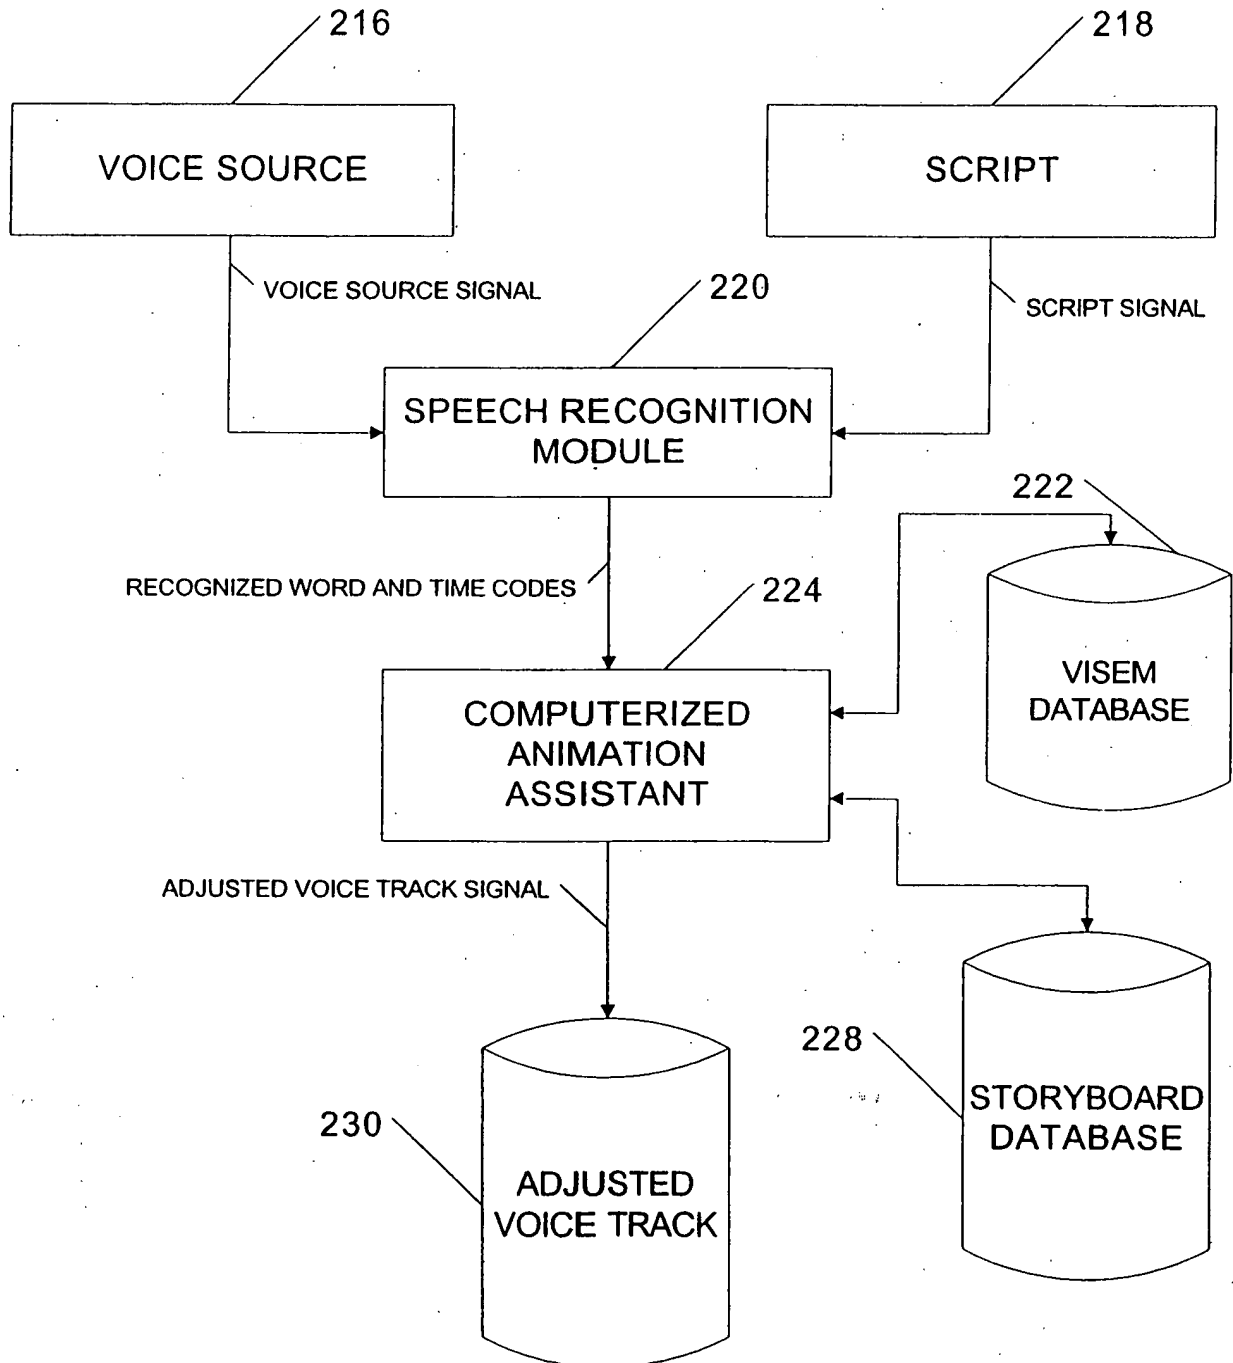 216
218
VOICE SOURCE
SCRIPT
VOICE SOURCE SIGNAL
220
SCRIPT SIGNAL
SPEECH RECOGNITION
MODULE
222
RECOGNIZED WORD AND TIME CODES
224
VISEM
DATABASE
COMPUTERIZED
ANIMATION
ASSISTANT
ADJUSTED VOICE TRACK SIGNAL
228
STORYBOARD
DATABASE
230
ADJUSTED
VOICE TRACK